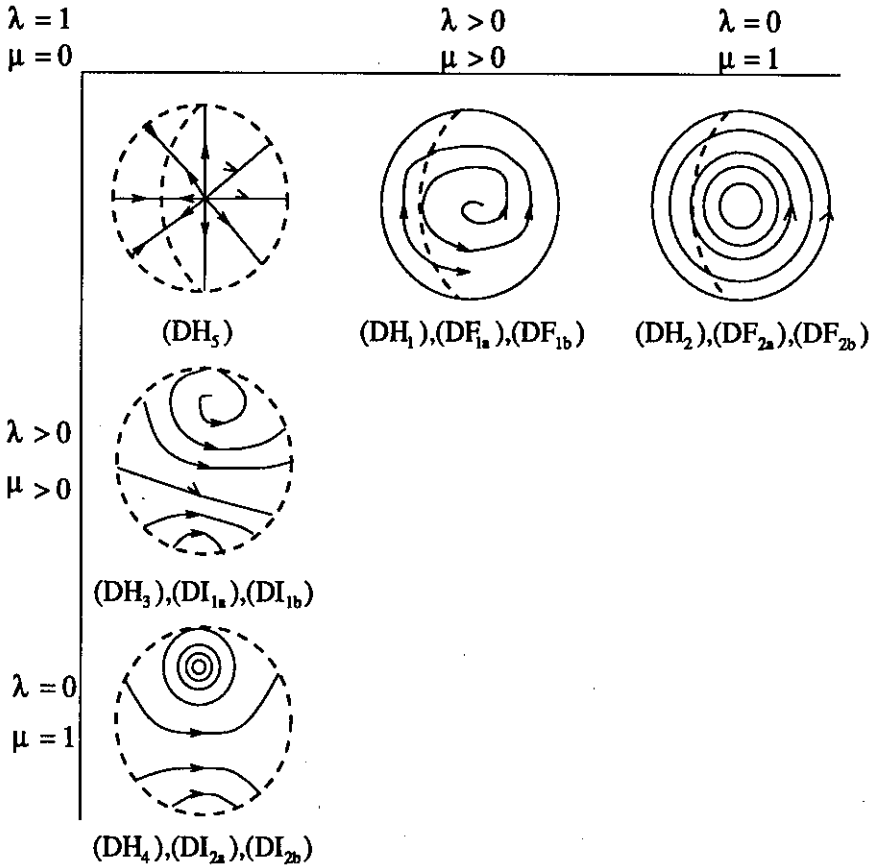 λ = 1 λ > 0 λ = 0
μ = 0 μ > 0 μ = 1
(DH₅) (DH₁),(DF₁ₐ),(DF₁b) (DH₂),(DF₂ₐ),(DF₂b)
λ > 0
μ > 0
(DH₃),(DI₁ₐ),(DI₁b)
λ = 0
μ = 1
(DH₄),(DI₂ₐ),(DI₂b)